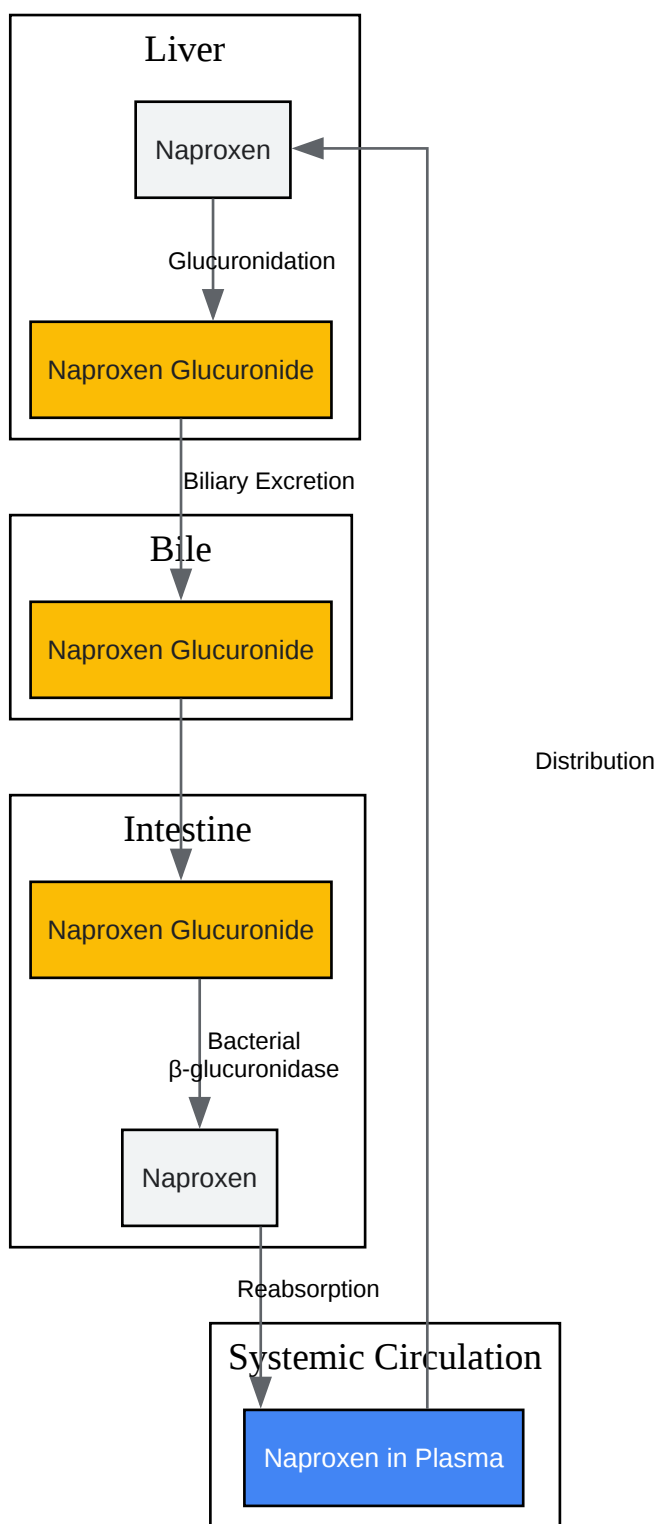 Liver
Naproxen
Glucuronidation
Naproxen Glucuronide
Biliary Excretion
Bile
Naproxen Glucuronide
Distribution
Intestine
Naproxen Glucuronide
Bacterial
β-glucuronidase
Naproxen
Reabsorption
Systemic Circulation
Naproxen in Plasma